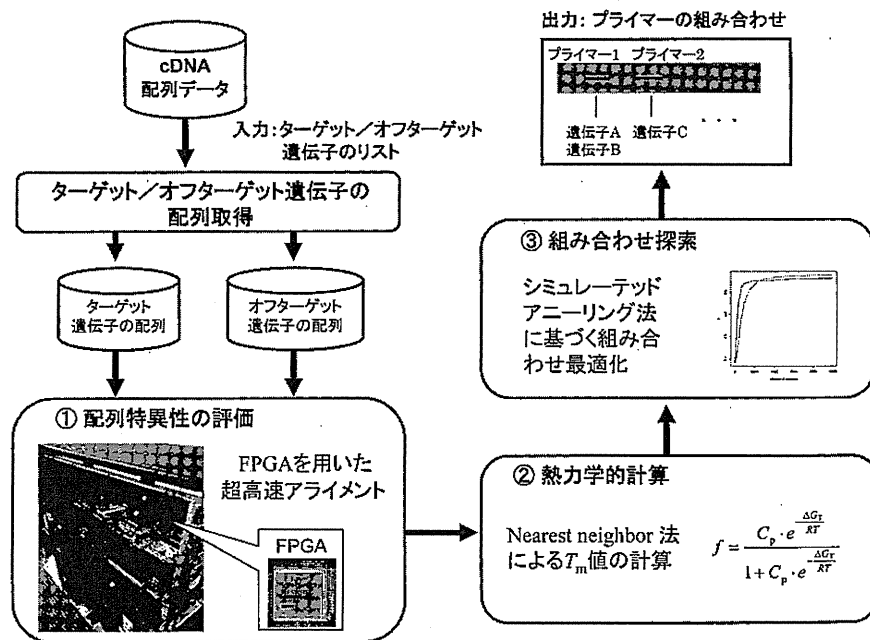 cDNA
配列データ
入力：ターゲット／オフターゲット
遺伝子のリスト
ターゲット／オフターゲット遺伝子の
配列取得
ターゲット
遺伝子の配列
オフターゲット
遺伝子の配列
① 配列特異性の評価
FPGAを用いた
超高速アライメント
FPGA
② 熱力学的計算
Nearest neighbor 法
によるTm値の計算
f = Cp・e^(-ΔGT/RT) / (1+Cp・e^(-ΔGT/RT))
③ 組み合わせ探索
シミュレーテッド
アニーリング法
に基づく組み合
わせ最適化
出力：プライマーの組み合わせ
プライマー1 プライマー2
遺伝子A 遺伝子C ・・・
遺伝子B